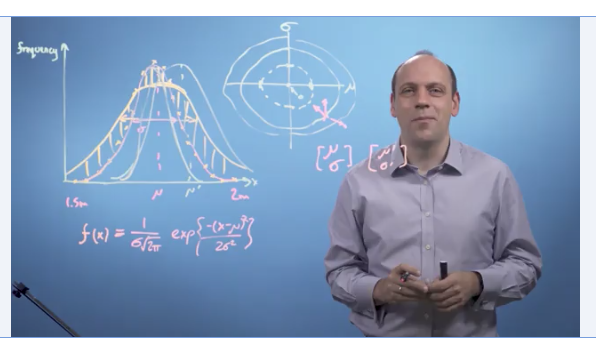 frequency
σ
μ
x
σ
[μ σ] [μ' σ']
1.5m μ μ' 2m
f(x) = 1/σ√2π exp{-(x-μ)²/2σ²}